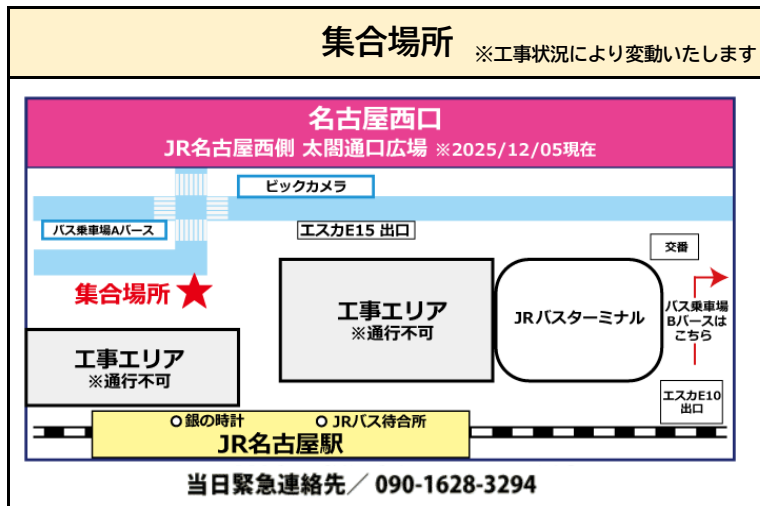 集合場所 ※工事状況により変動いたします
名古屋西口
JR名古屋西側 太閤通口広場 ※2025/12/05現在
ビックカメラ
バス乗車場Aバース
エスカE15 出口
交番
集合場所
工事エリア
※通行不可
JRバスターミナル
バス乗車場
Bバースは
こちら
工事エリア
※通行不可
エスカE10
出口
銀の時計
JRバス待合所
JR名古屋駅
当日緊急連絡先／ 090-1628-3294